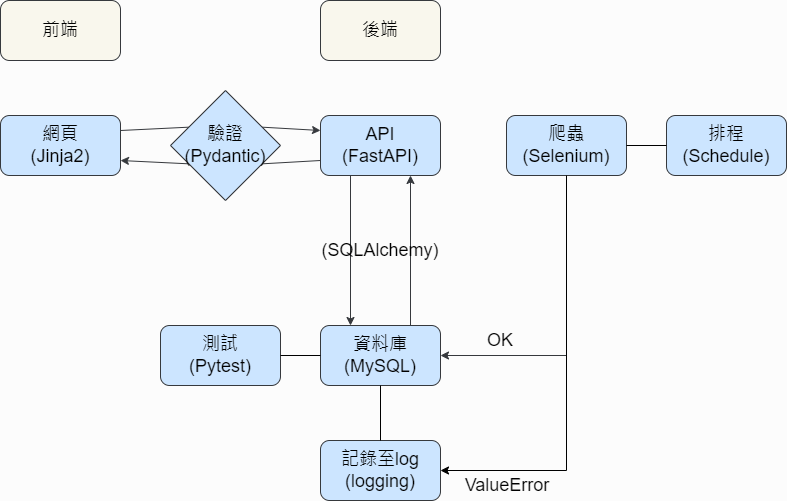 前端
後端
網頁
(Jinja2)
驗證
(Pydantic)
API
(FastAPI)
爬蟲
(Selenium)
排程
(Schedule)
(SQLAlchemy)
測試
(Pytest)
資料庫
(MySQL)
OK
記錄至log
(logging)
ValueError